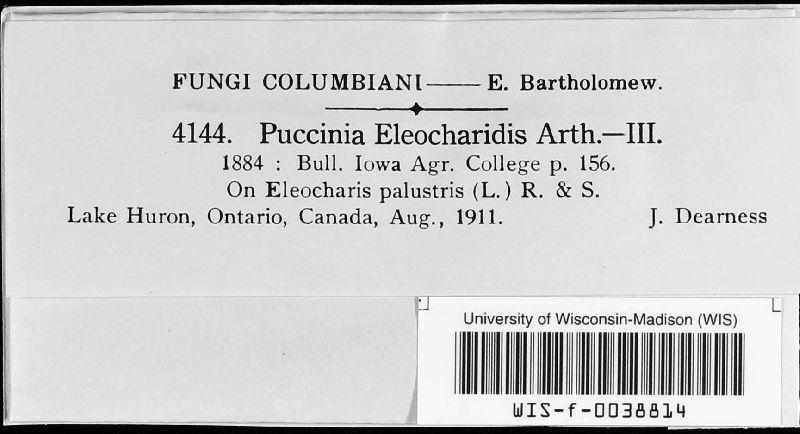 FUNGI COLUMBIANI —— E. Bartholomew.
4144. Puccinia Eleocharidis Arth.—III.
1884 : Bull. Iowa Agr. College p. 156.
On Eleocharis palustris (L.) R. & S.
Lake Huron, Ontario, Canada, Aug., 1911. J. Dearness
University of Wisconsin-Madison (WIS)
WIS-f-0038814